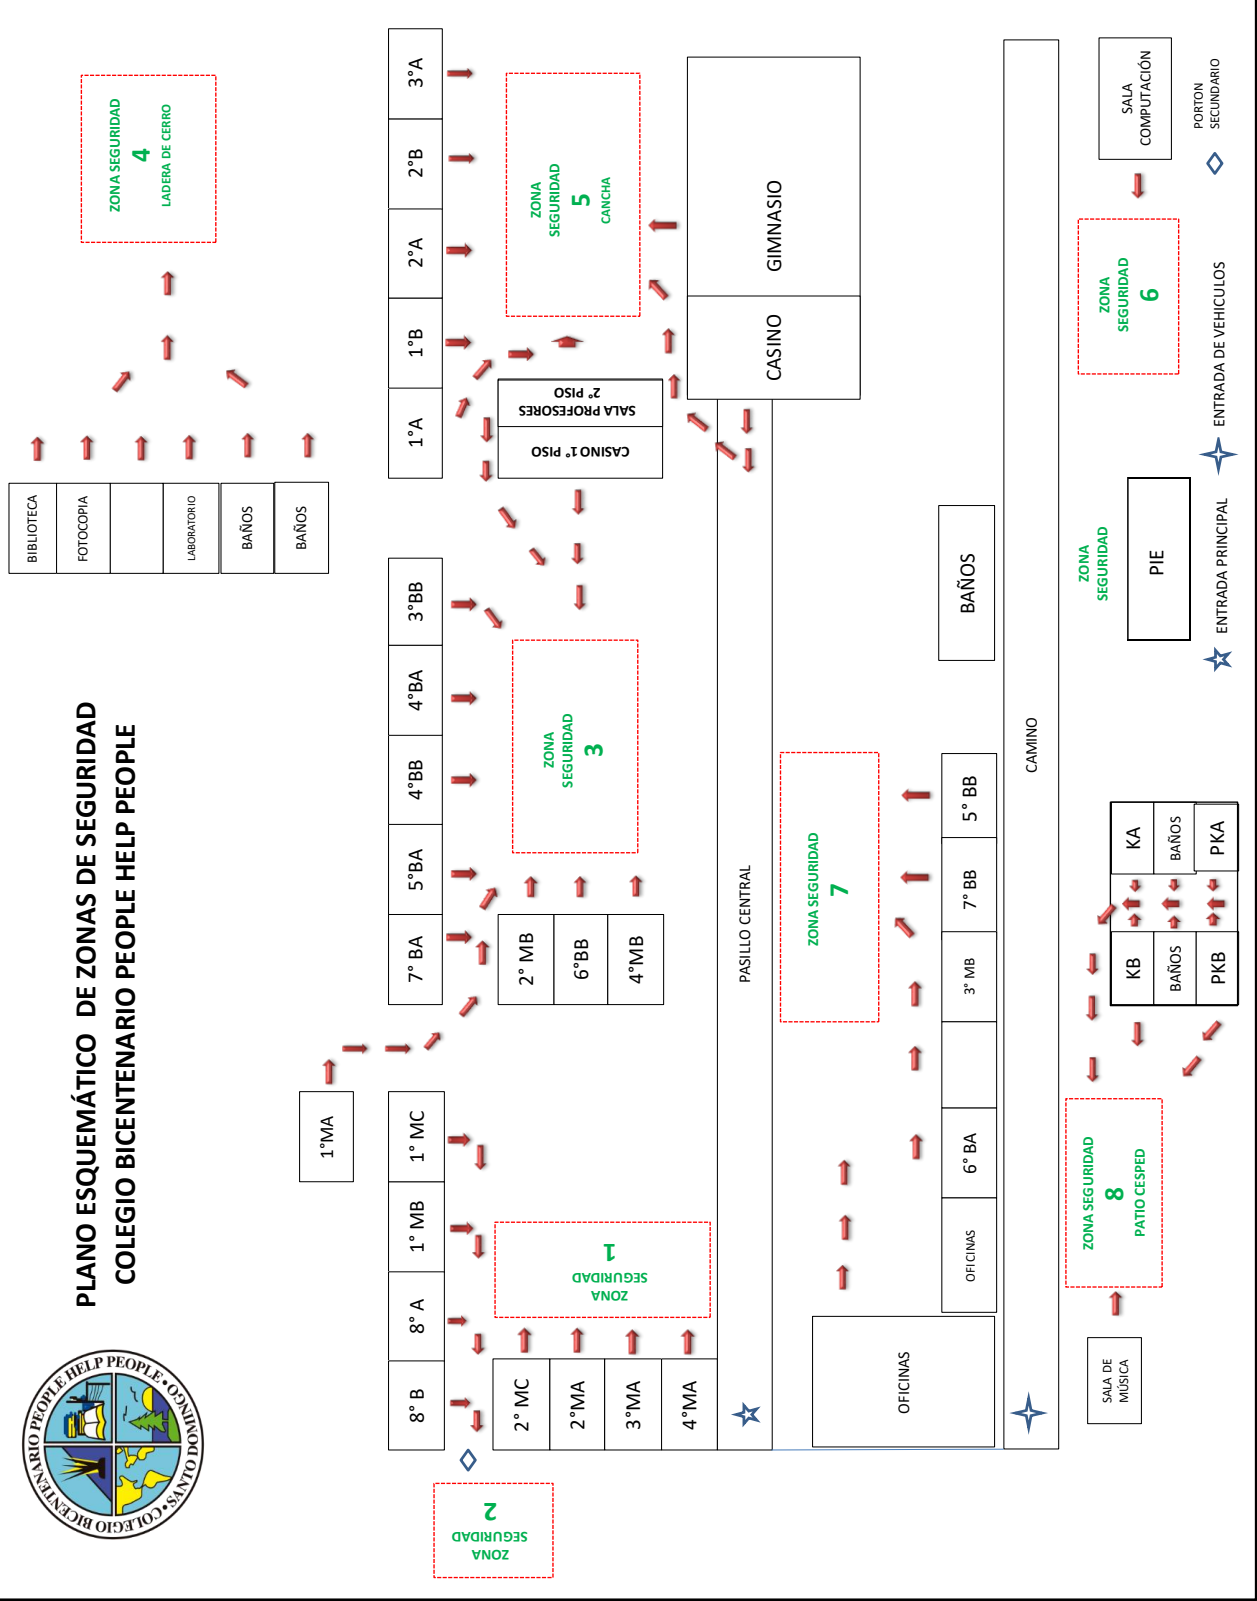 PLANO ESQUEMÁTICO DE ZONAS DE SEGURIDAD
COLEGIO BICENTENARIO PEOPLE HELP PEOPLE
COLEGIO BICENTENARIO PEOPLE HELP PEOPLE • SANTO DOMINGO •
BIBLIOTECA
FOTOCOPIA
LABORATORIO
BAÑOS
BAÑOS
ZONA SEGURIDAD
4
LADERA DE CERRO
1°MA
8° B
8° A
1° MB
1° MC
7° BA
5°BA
4°BB
4°BA
3°BB
1°A
1°B
2°A
2°B
3°A
ZONA
SEGURIDAD
2
2° MC
2°MA
3°MA
4°MA
ZONA
SEGURIDAD
1
2° MB
6°BB
4°MB
ZONA
SEGURIDAD
3
CASINO 1° PISO
SALA PROFESORES
2° PISO
ZONA
SEGURIDAD
5
CANCHA
PASILLO CENTRAL
CASINO
GIMNASIO
OFICINAS
ZONA SEGURIDAD
7
OFICINAS
6° BA
3° MB
7° BB
5° BB
BAÑOS
CAMINO
SALA DE
MÚSICA
ZONA SEGURIDAD
8
PATIO CESPED
KB
BAÑOS
PKB
KA
BAÑOS
PKA
ZONA
SEGURIDAD
PIE
ZONA
SEGURIDAD
6
SALA
COMPUTACIÓN
ENTRADA PRINCIPAL
ENTRADA DE VEHICULOS
PORTON
SECUNDARIO